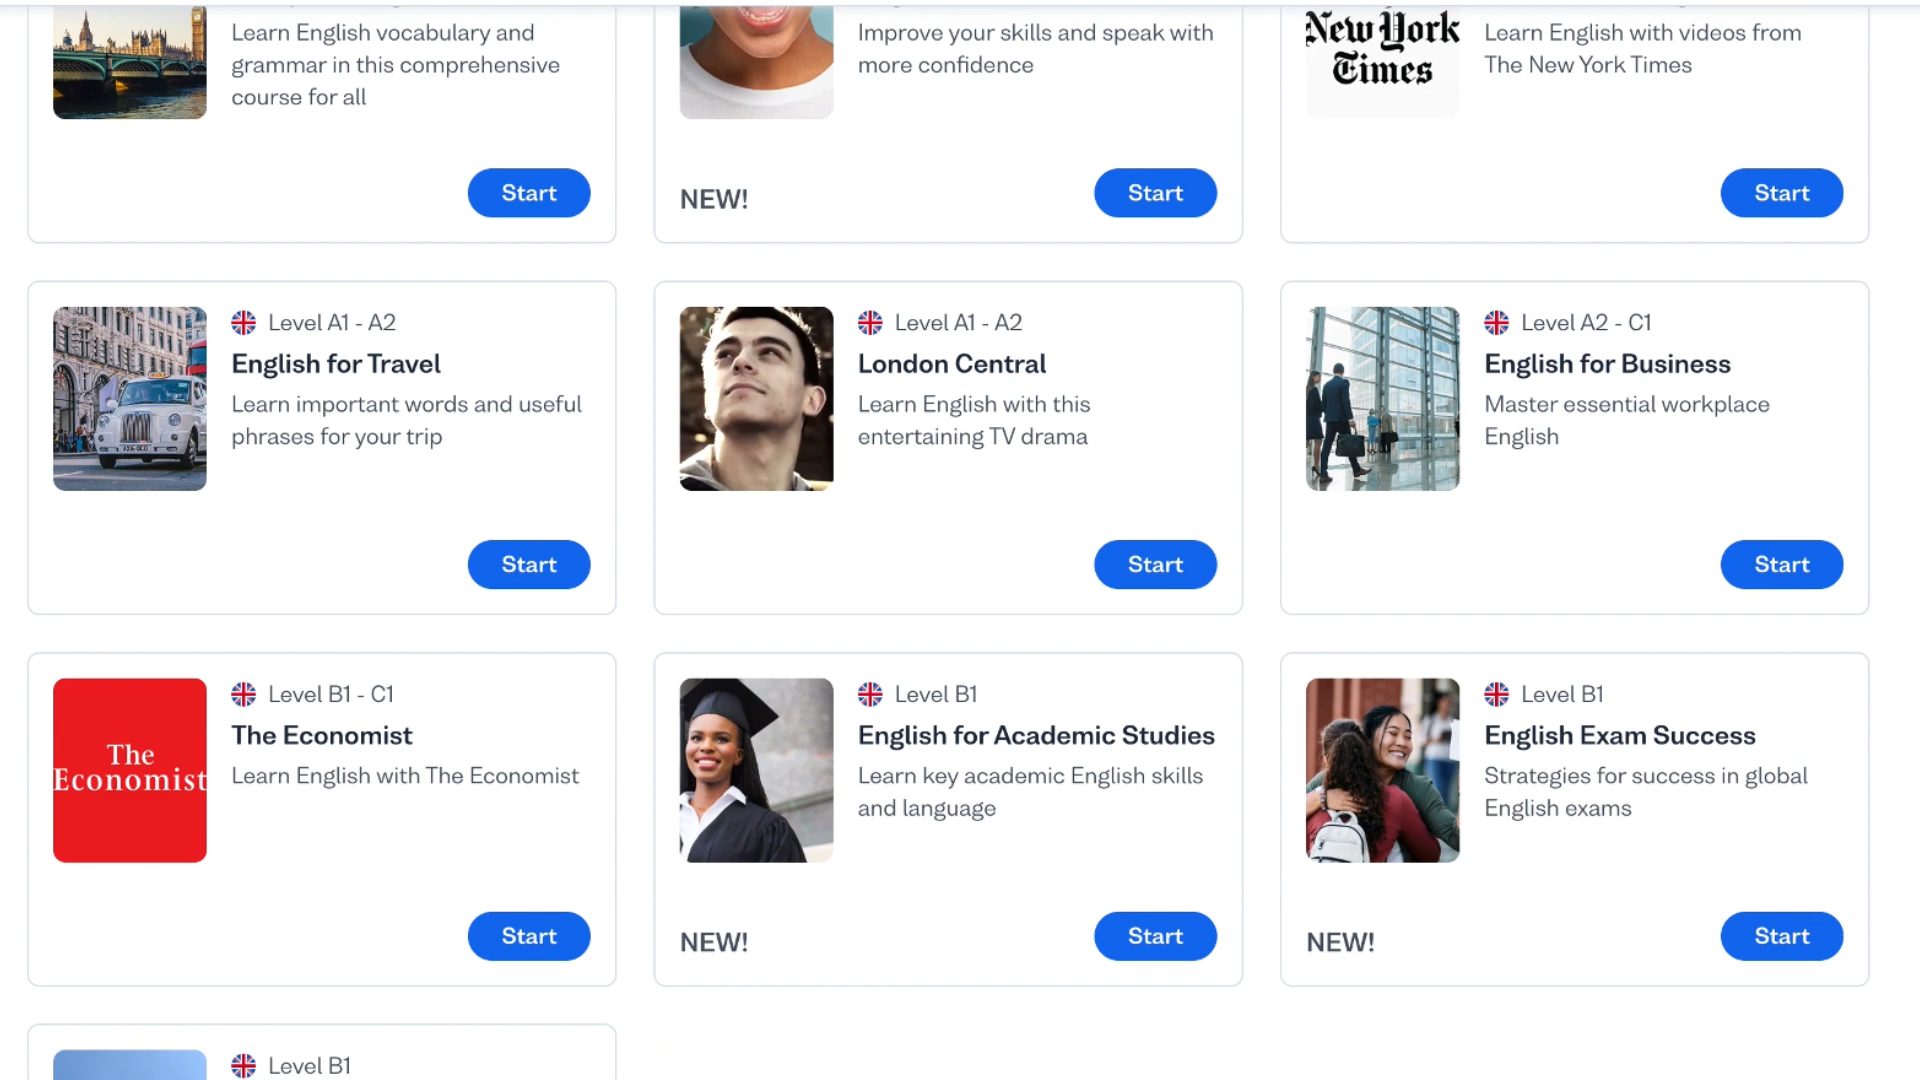 Learn English vocabulary and
grammar in this comprehensive
course for all
Start
Improve your skills and speak with
more confidence
NEW!
Start
New York
Times
Learn English with videos from
The New York Times
Start
Level A1 - A2
English for Travel
Learn important words and useful
phrases for your trip
Start
Level A1 - A2
London Central
Learn English with this
entertaining TV drama
Start
Level A2 - C1
English for Business
Master essential workplace
English
Start
The
Economist
Level B1 - C1
The Economist
Learn English with The Economist
Start
Level B1
English for Academic Studies
Learn key academic English skills
and language
NEW!
Start
Level B1
English Exam Success
Strategies for success in global
English exams
NEW!
Start
Level B1